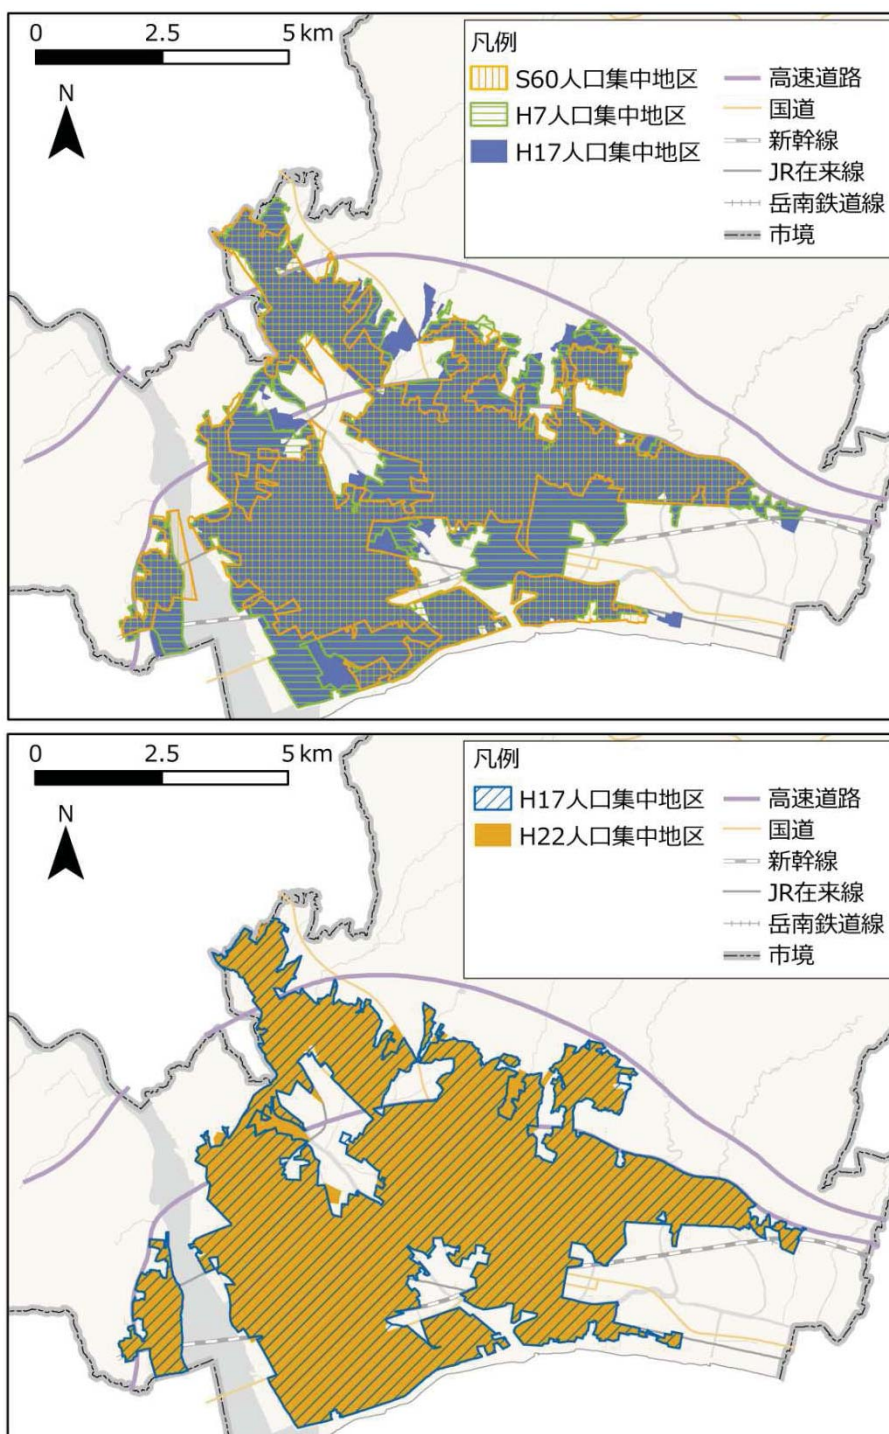 0 2.5 5km
N
凡例
S60人口集中地区
H7人口集中地区
H17人口集中地区
高速道路
国道
新幹線
JR在来線
岳南鉄道線
市境
0 2.5 5km
N
凡例
H17人口集中地区
H22人口集中地区
高速道路
国道
新幹線
JR在来線
岳南鉄道線
市境